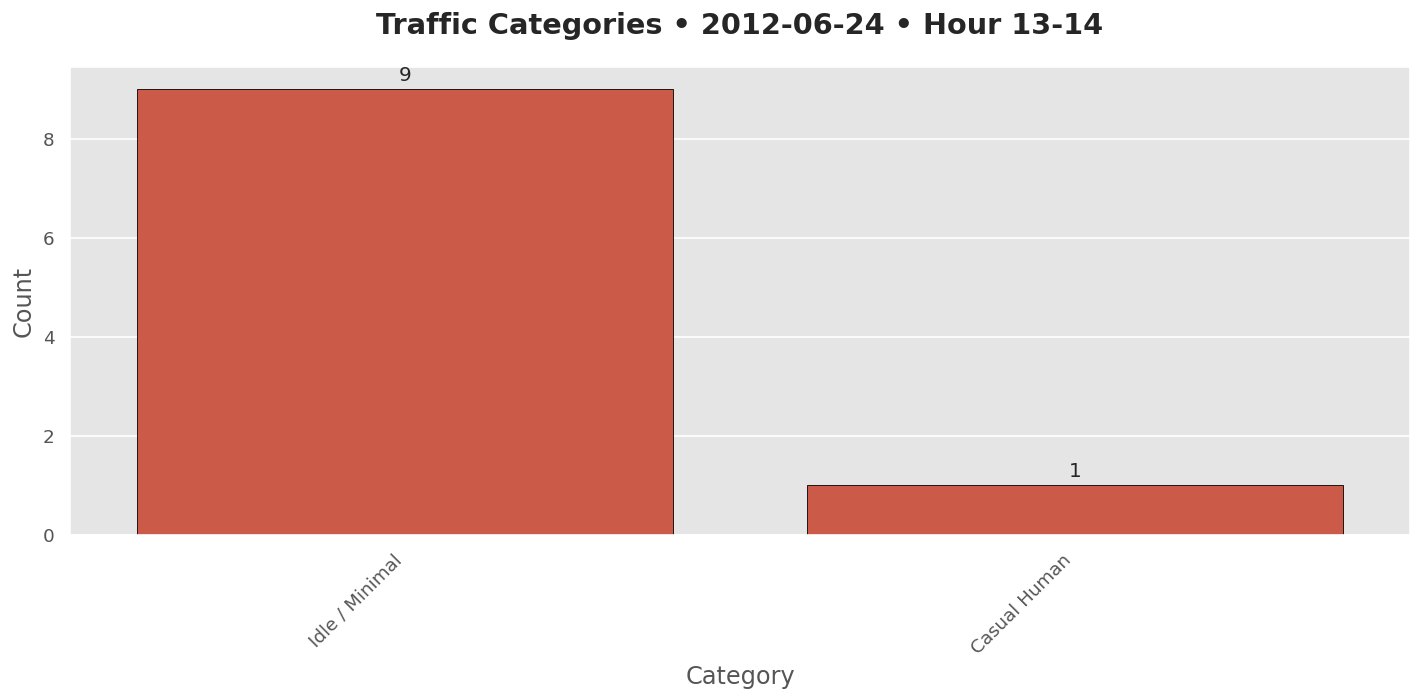 Traffic Categories • 2012-06-24 • Hour 13-14
Count
8
6
4
2
0
9
1
Idle / Minimal
Casual Human
Category